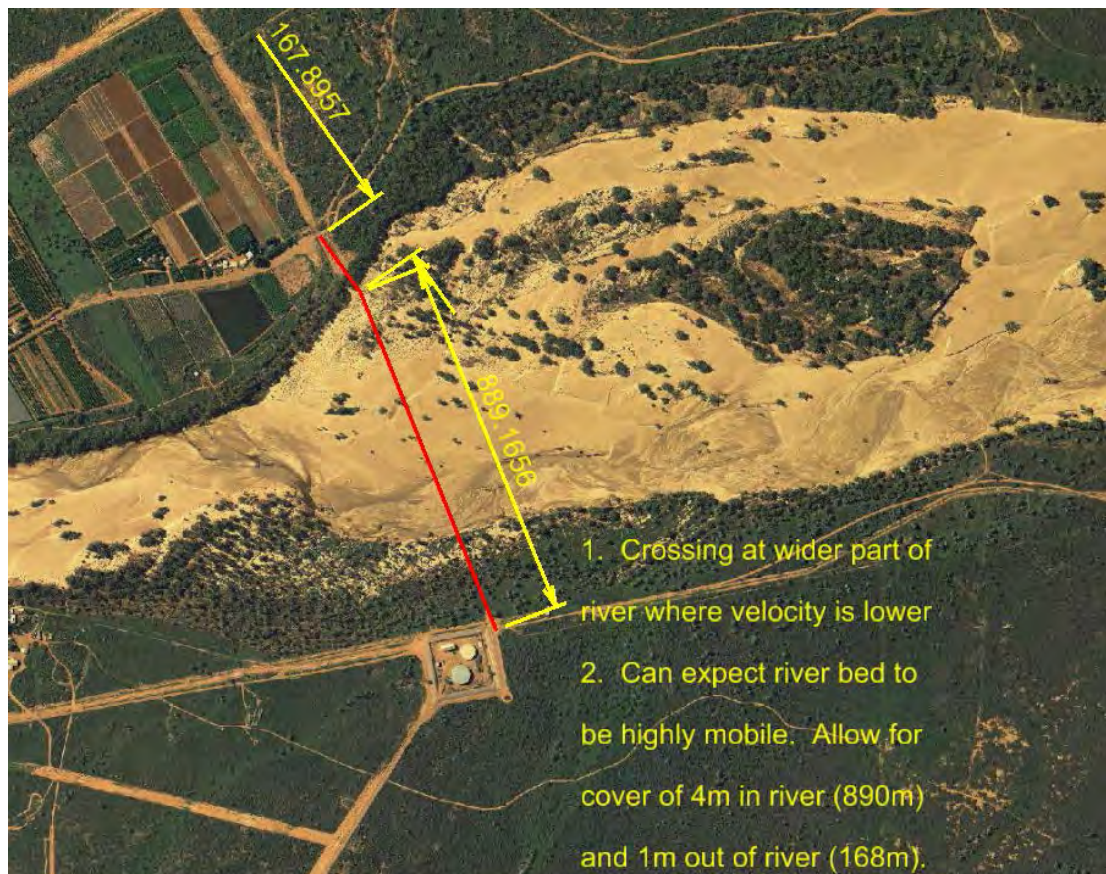 167.8957
889.1656
1.  Crossing at wider part of
river where velocity is lower
2.  Can expect river bed to
be highly mobile.  Allow for
cover of 4m in river (890m)
and 1m out of river (168m).